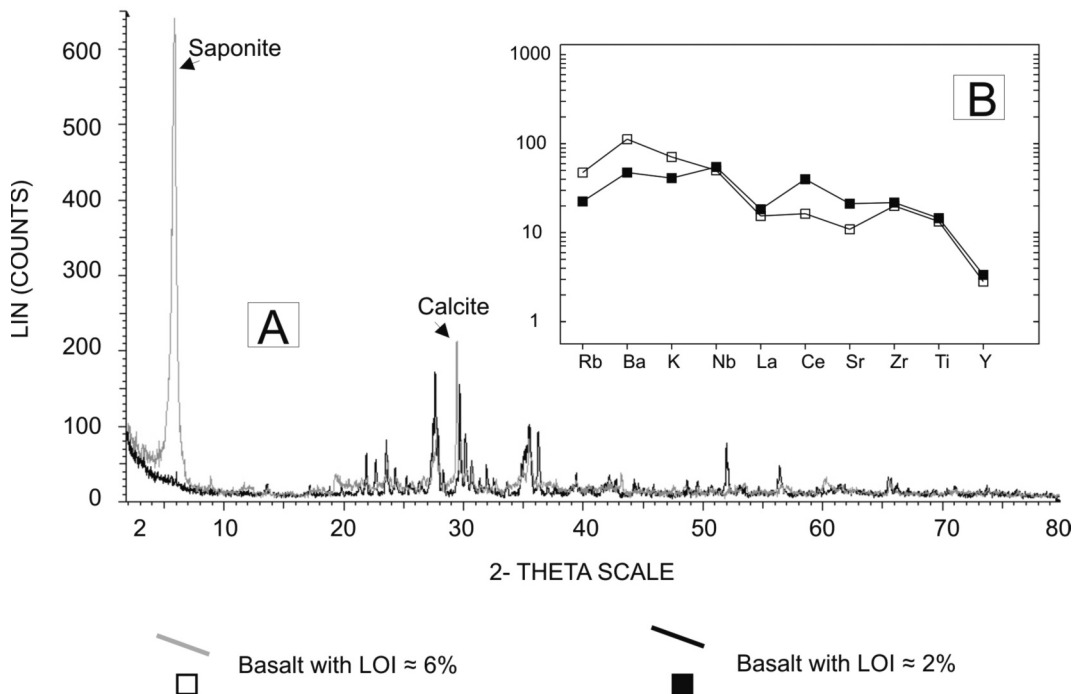 600
500
400
300
200
100
0
LIN (COUNTS)
Saponite
A
Calcite
2 10 20 30 40 50 60 70 80
2- THETA SCALE
1000
100
10
1
B
Rb Ba K Nb La Ce Sr Zr Ti Y
Basalt with LOI ≈ 6%
Basalt with LOI ≈ 2%